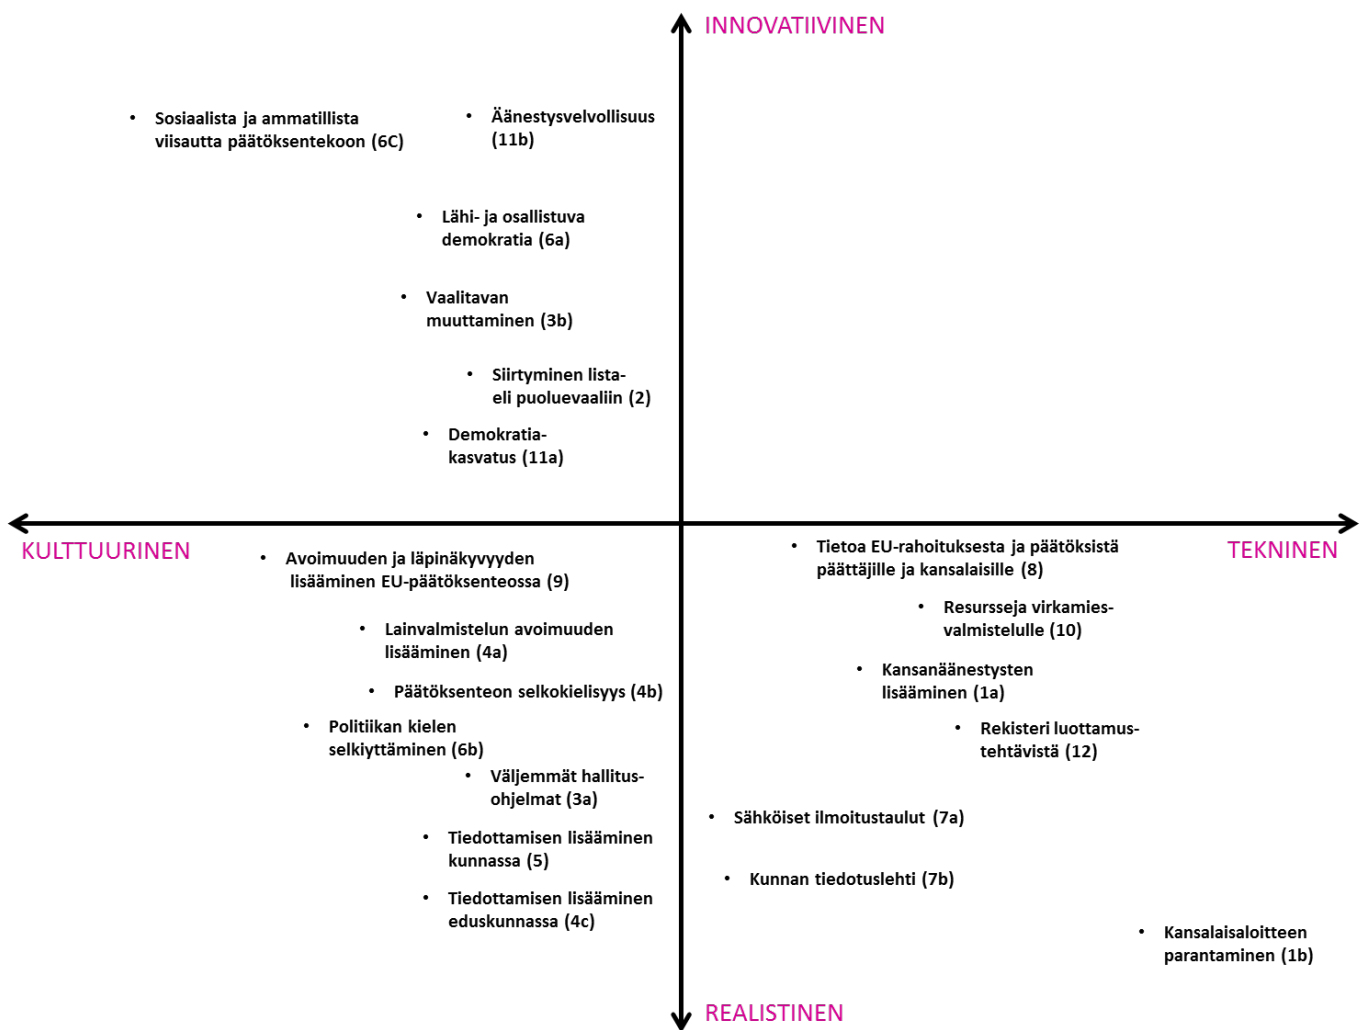 INNOVATIIVINEN
• Sosiaalista ja ammatillista
viisautta päätöksentekoon (6C)
• Äänestysvelvollisuus
(11b)
• Lähi- ja osallistuva
demokratia (6a)
• Vaalitavan
muuttaminen (3b)
• Siirtyminen lista-
eli puoluevaaliin (2)
• Demokratia-
kasvatus (11a)
KULTTUURINEN
TEKNINEN
• Avoimuuden ja läpinäkyvyyden
lisääminen EU-päätöksenteossa (9)
• Lainvalmistelun avoimuuden
lisääminen (4a)
• Päätöksenteon selkokielisyys (4b)
• Politiikan kielen
selkiyttäminen (6b)
• Väljemmät hallitus-
ohjelmat (3a)
• Tiedottamisen lisääminen
kunnassa (5)
• Tiedottamisen lisääminen
eduskunnassa (4c)
• Tietoa EU-rahoituksesta ja päätöksistä
päättäjille ja kansalaisille (8)
• Resursseja virkamies-
valmistelulle (10)
• Kansanäänestysten
lisääminen (1a)
• Rekisteri luottamus-
tehtävistä (12)
• Sähköiset ilmoitustaulut (7a)
• Kunnan tiedotuslehti (7b)
• Kansalaisaloitteen
parantaminen (1b)
REALISTINEN